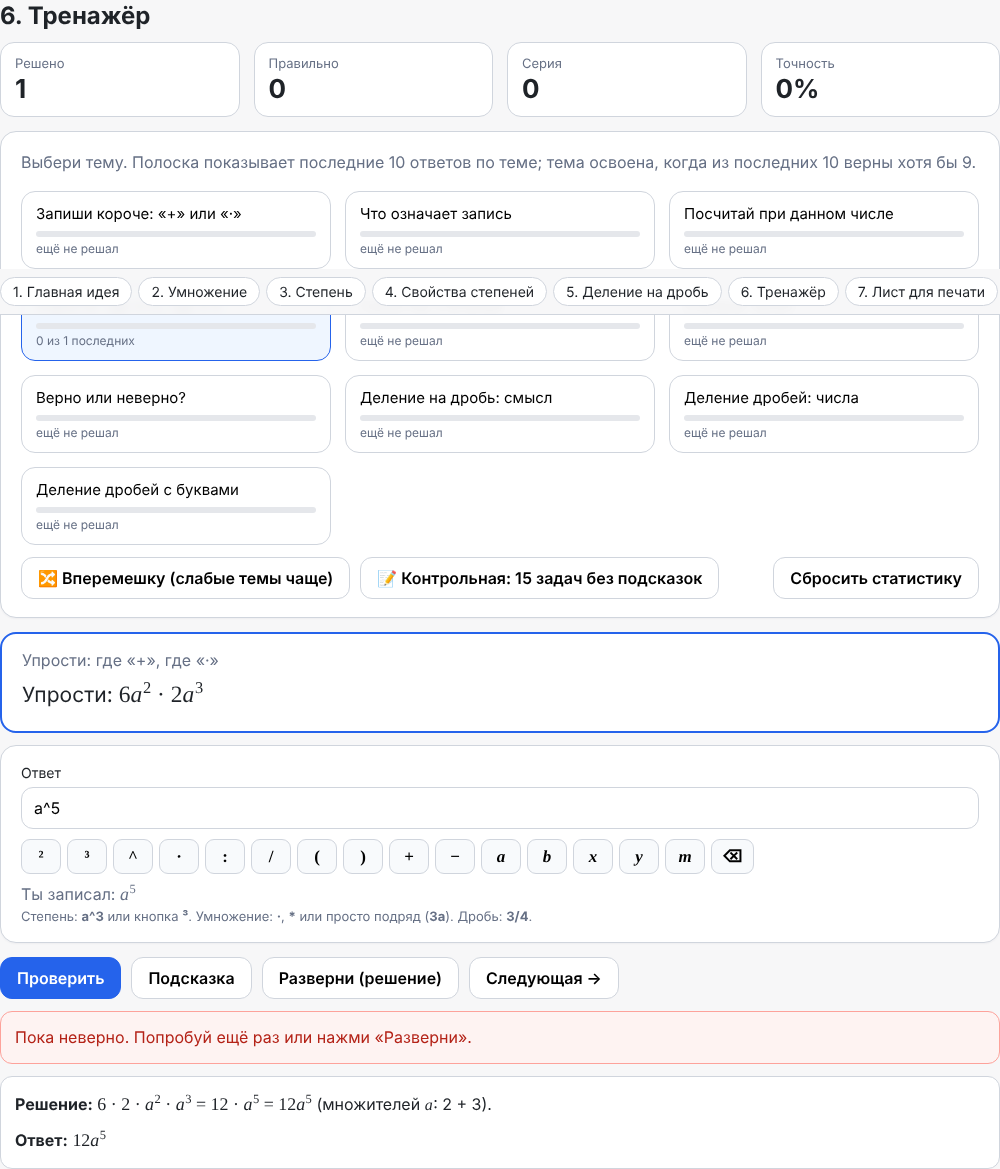 6. Тренажёр
Решено
1
Правильно
0
Серия
0
Точность
0%
Выбери тему. Полоска показывает последние 10 ответов по теме; тема освоена, когда из последних 10 верны хотя бы 9.
Запиши короче: «+» или «·»
ещё не решал
Что означает запись
ещё не решал
Посчитай при данном числе
ещё не решал
1. Главная идея
2. Умножение
3. Степень
4. Свойства степеней
5. Деление на дробь
6. Тренажёр
7. Лист для печати
0 из 1 последних
ещё не решал
ещё не решал
Верно или неверно?
ещё не решал
Деление на дробь: смысл
ещё не решал
Деление дробей: числа
ещё не решал
Деление дробей с буквами
ещё не решал
🔀 Вперемешку (слабые темы чаще)
📝 Контрольная: 15 задач без подсказок
Сбросить статистику
Упрости: где «+», где «·»
Упрости: 6a² · 2a³
Ответ
a^5
² ³ ^ · : / ( ) + − a b x y m ⌫
Ты записал: a⁵
Степень: a^3 или кнопка ³. Умножение: ·, * или просто подряд (3a). Дробь: 3/4.
Проверить
Подсказка
Разверни (решение)
Следующая →
Пока неверно. Попробуй ещё раз или нажми «Разверни».
Решение: 6 · 2 · a² · a³ = 12 · a⁵ = 12a⁵ (множителей a: 2 + 3).
Ответ: 12a⁵